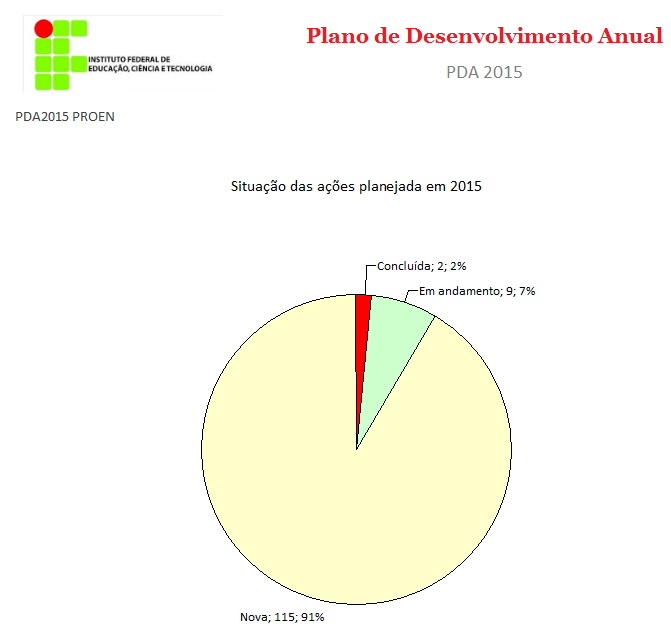 INSTITUTO FEDERAL DE
EDUCAÇÃO, CIÊNCIA E TECNOLOGIA
Plano de Desenvolvimento Anual
PDA 2015
PDA2015 PROEN
Situação das ações planejada em 2015
Concluída; 2; 2%
Em andamento; 9; 7%
Nova; 115; 91%